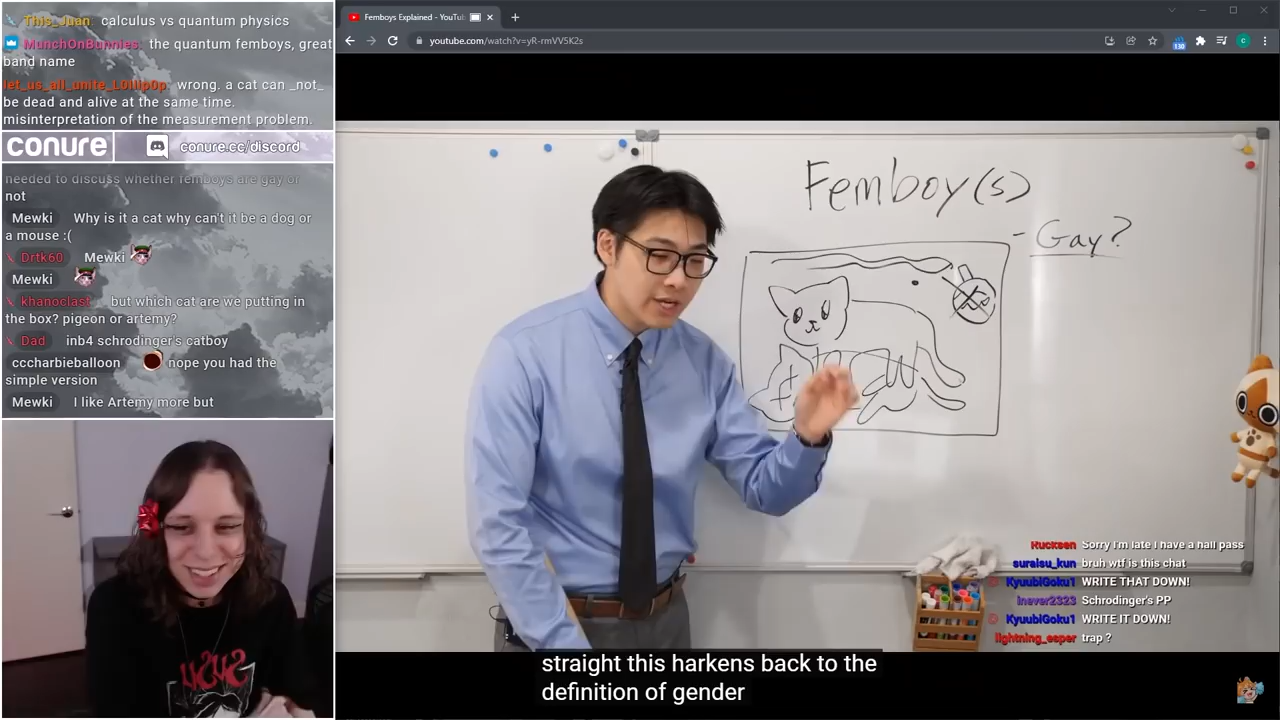 This_Juan: calculus vs quantum physics
MunchOnBunnies: the quantum femboys, great
band name
let_us_all_unite_L0llip0p: wrong. a cat can _not_
be dead and alive at the same time.
misinterpretation of the measurement problem.
conure
conure.cc/discord
needed to discuss whether femboys are gay or
not
Mewki Why is it a cat why can't it be a dog or
a mouse :(
Drtk60 Mewki
Mewki
khanoclast but which cat are we putting in
the box? pigeon or artemy?
Dad inb4 schrodinger's catboy
cccharbieballoon nope you had the
simple version
Mewki I like Artemy more but
Femboys Explained - YouTu
youtube.com/watch?v=yR-rmVV5K2s
130
c
Femboy(s)
- Gay?
Rucksen Sorry I'm late I have a hall pass
suraisu_kun bruh wtf is this chat
KyuubiGoku1 WRITE THAT DOWN!
Inever2323 Schrodinger's PP
KyuubiGoku1 WRITE IT DOWN!
lightning_esper trap ?
straight this harkens back to the
definition of gender